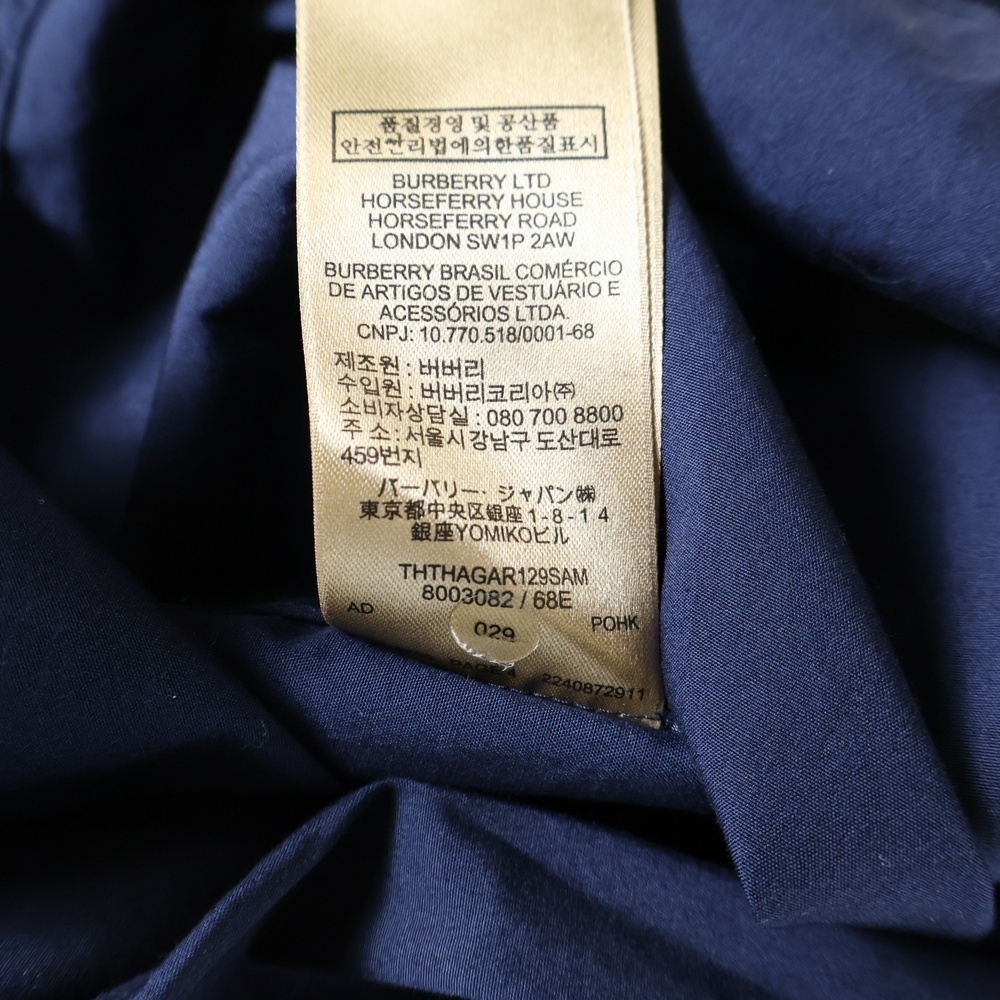 품질경영 및 공산품
안전관리법에의한품질표시
BURBERRY LTD
HORSEFERRY HOUSE
HORSEFERRY ROAD
LONDON SW1P 2AW
BURBERRY BRASIL COMÉRCIO
DE ARTIGOS DE VESTUÁRIO E
ACESSÓRIOS LTDA.
CNPJ: 10.770.518/0001-68
제조원 : 버버리
수입원 : 버버리코리아㈜
소비자상담실 : 080 700 8800
주 소 : 서울시 강남구 도산대로
459번지
バーバリー・ジャパン㈱
東京都中央区銀座1-8-14
銀座YOMIKOビル
THTHAGAR129SAM
8003082 / 68E
AD 029 POHK
PAGE4 2240872911